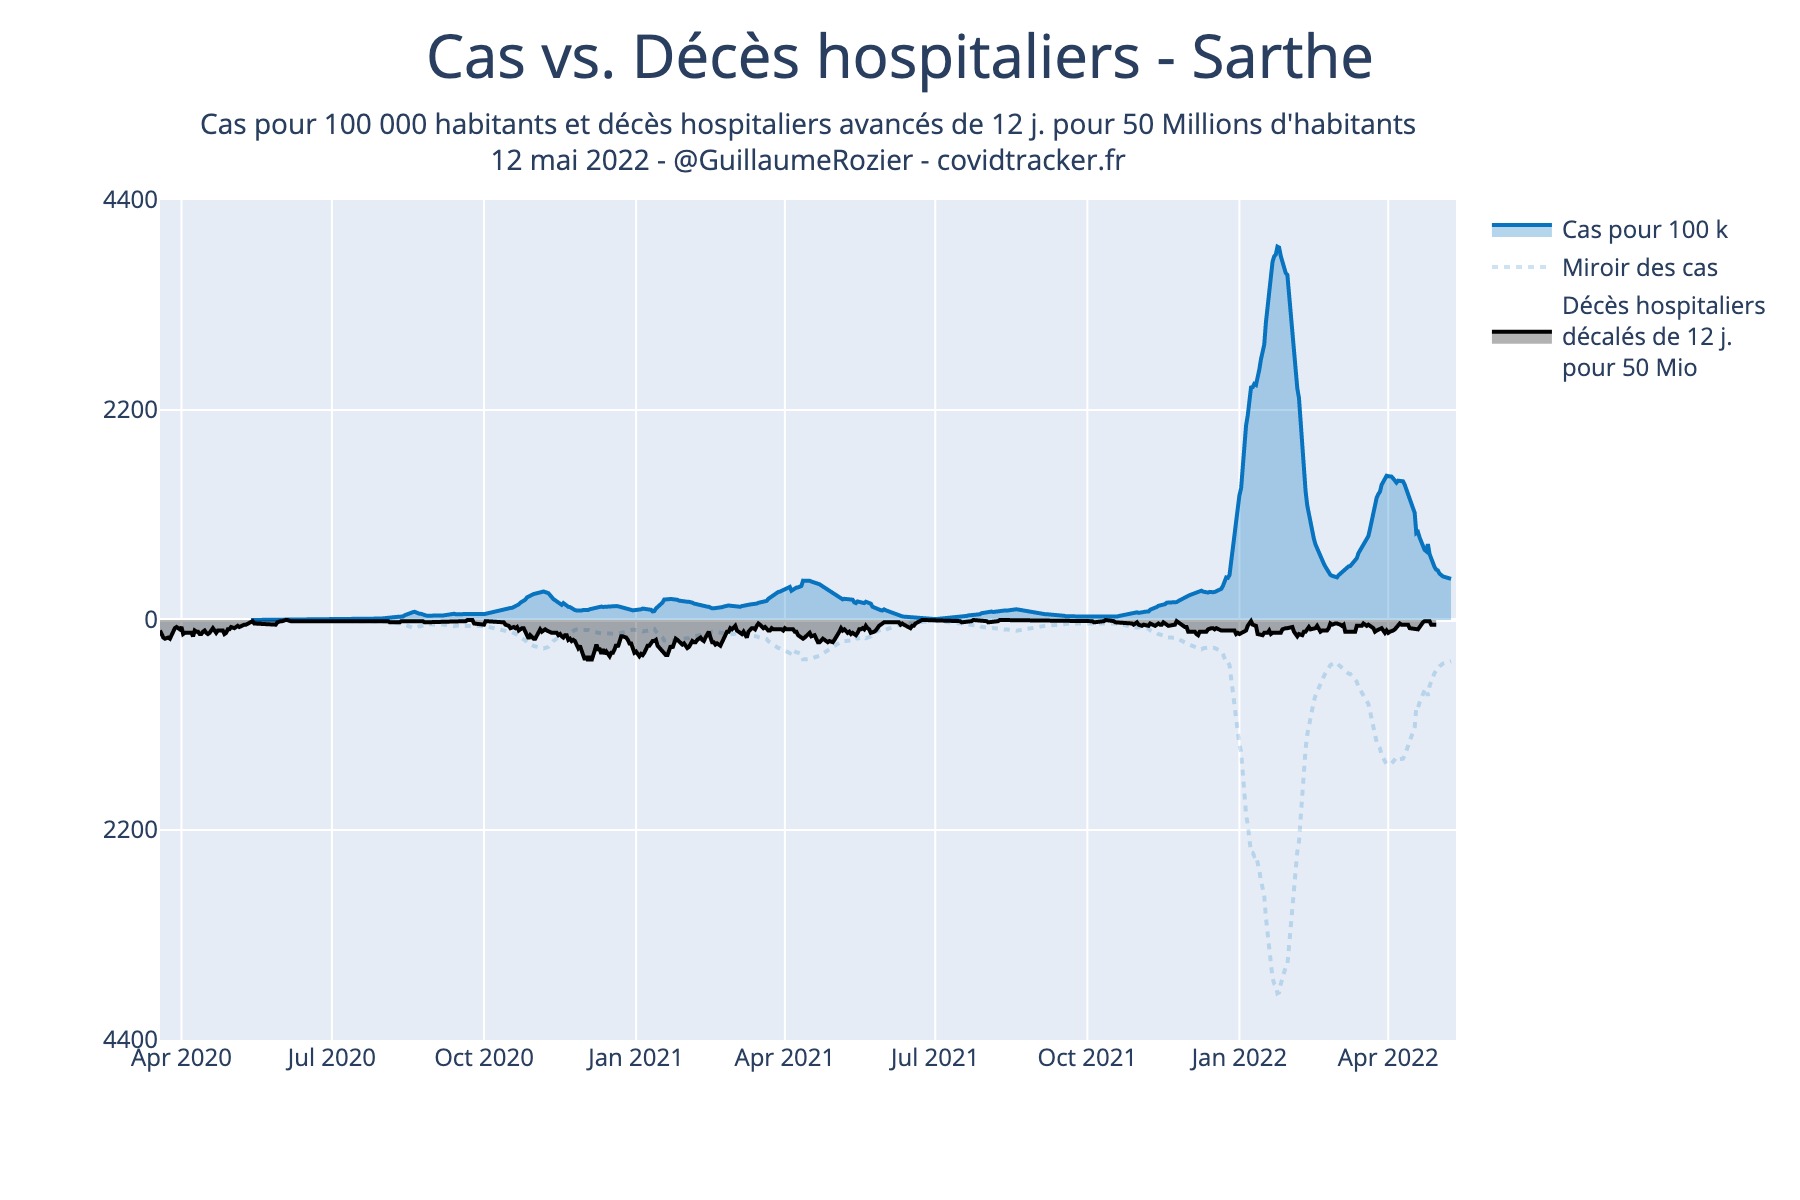 Cas vs. Décès hospitaliers - Sarthe
Cas pour 100 000 habitants et décès hospitaliers avancés de 12 j. pour 50 Millions d'habitants
12 mai 2022 - @GuillaumeRozier - covidtracker.fr
4400
2200
0
2200
4400
Apr 2020
Jul 2020
Oct 2020
Jan 2021
Apr 2021
Jul 2021
Oct 2021
Jan 2022
Apr 2022
Cas pour 100 k
Miroir des cas
Décès hospitaliers
décalés de 12 j.
pour 50 Mio